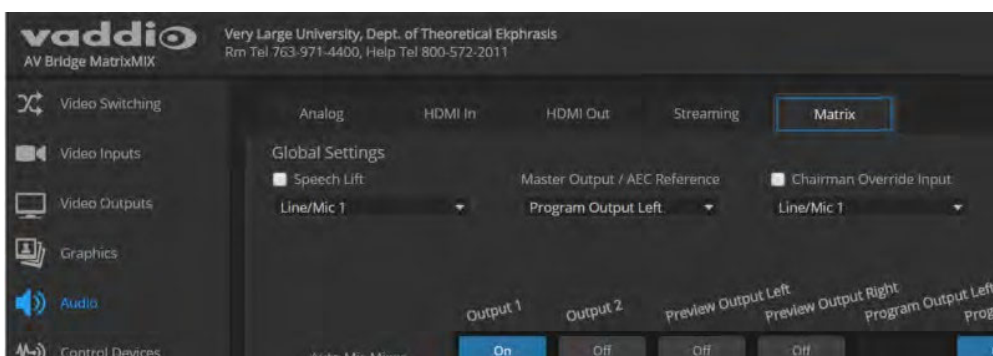 vaddio
AV Bridge MatrixMIX
Very Large University, Dept. of Theoretical Ekphrasis
Rm Tel 763-971-4400, Help Tel 800-572-2011
Video Switching
Video Inputs
Video Outputs
Graphics
Audio
Control Devices
Analog HDMI In HDMI Out Streaming Matrix
Global Settings
Speech Lift Master Output / AEC Reference Chairman Override Input
Line/Mic 1 Program Output Left Line/Mic 1
Output 1 Output 2 Preview Output Left Preview Output Right Program Output Left
Auto Mic Mixer On Off Off Off